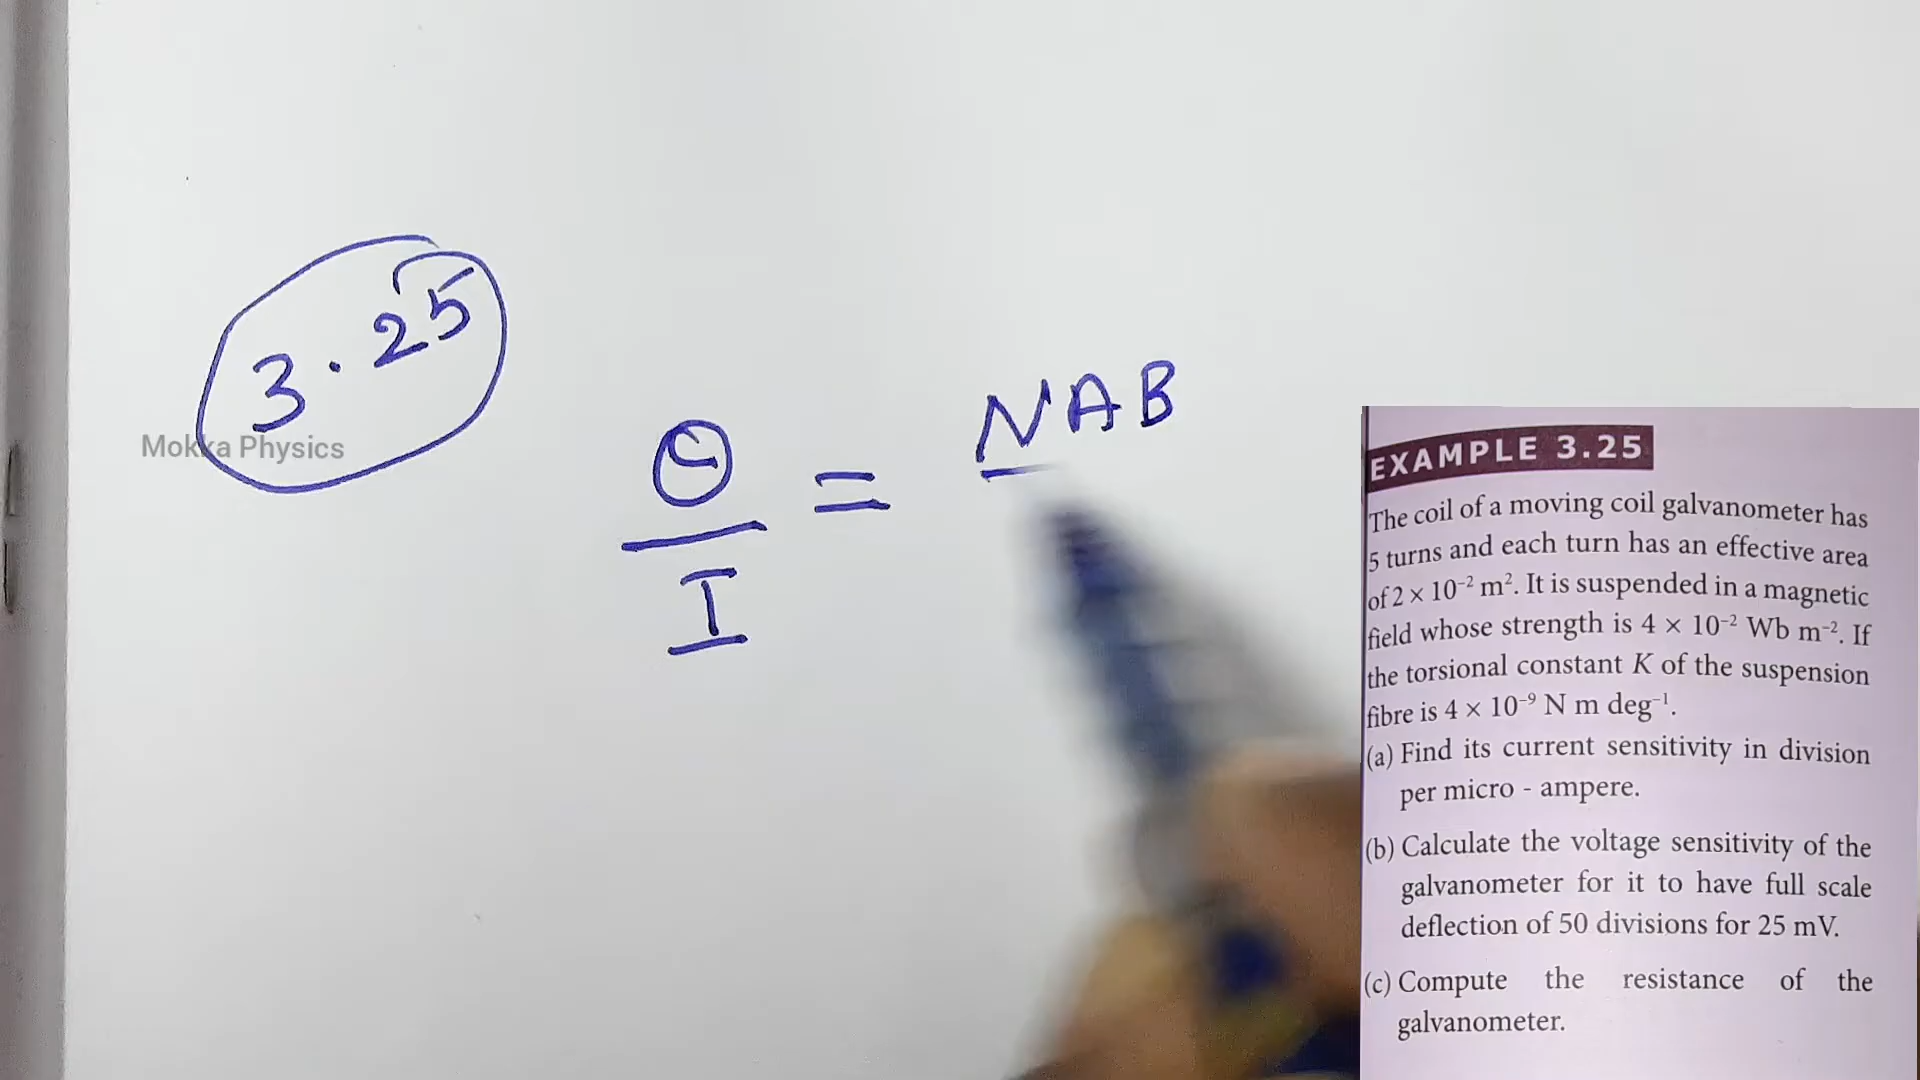 3.25
Mokka Physics
θ/I = NAB
EXAMPLE 3.25
The coil of a moving coil galvanometer has
5 turns and each turn has an effective area
of 2 × 10⁻² m². It is suspended in a magnetic
field whose strength is 4 × 10⁻² Wb m⁻². If
the torsional constant K of the suspension
fibre is 4 × 10⁻⁹ N m deg⁻¹.
(a) Find its current sensitivity in division
per micro - ampere.
(b) Calculate the voltage sensitivity of the
galvanometer for it to have full scale
deflection of 50 divisions for 25 mV.
(c) Compute the resistance of the
galvanometer.